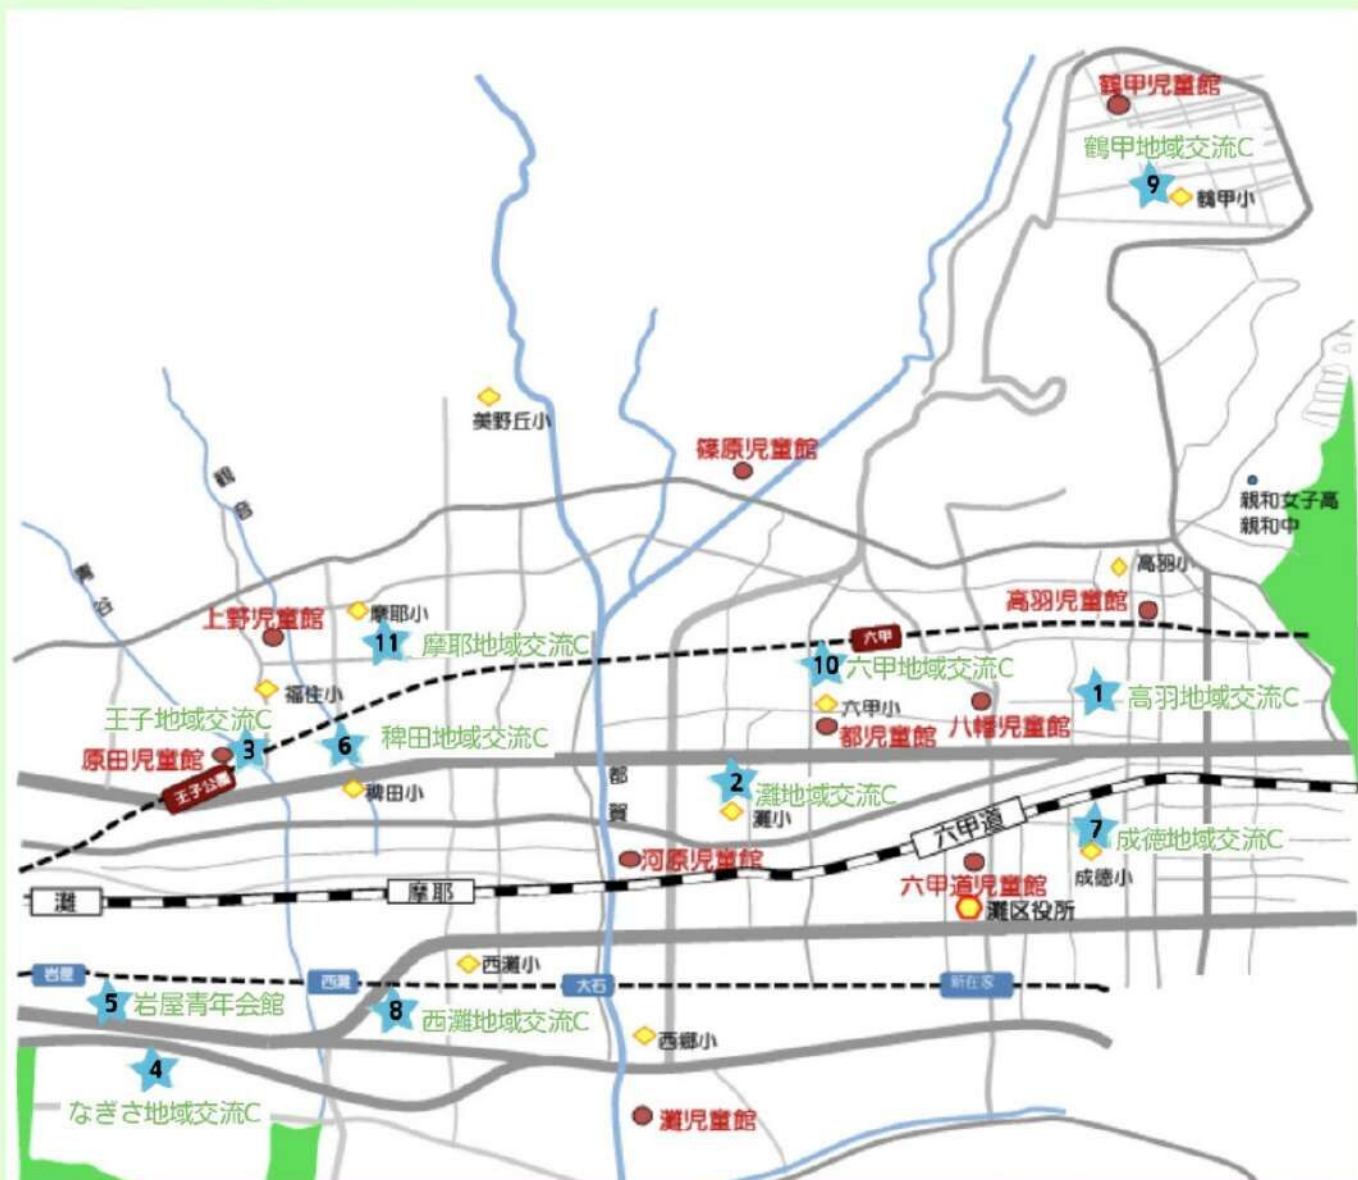 鶴甲児童館
鶴甲地域交流C
9
鶴甲小
美野丘小
篠原児童館
観
音
親和女子高
親和中
青
谷
高羽小
高羽児童館
上野児童館
摩耶小
11
摩耶地域交流C
六甲
10
六甲地域交流C
福住小
1
高羽地域交流C
六甲小
八幡児童館
都児童館
王子地域交流C
3
6
稗田地域交流C
原田児童館
王子公園
稗田小
都
賀
2
灘地域交流C
灘小
六甲道
7
成徳地域交流C
河原児童館
成徳小
六甲道児童館
灘区役所
灘
摩耶
西灘小
岩屋
西灘
大石
新在家
5
岩屋青年会館
8
西灘地域交流C
西郷小
4
なぎさ地域交流C
灘児童館